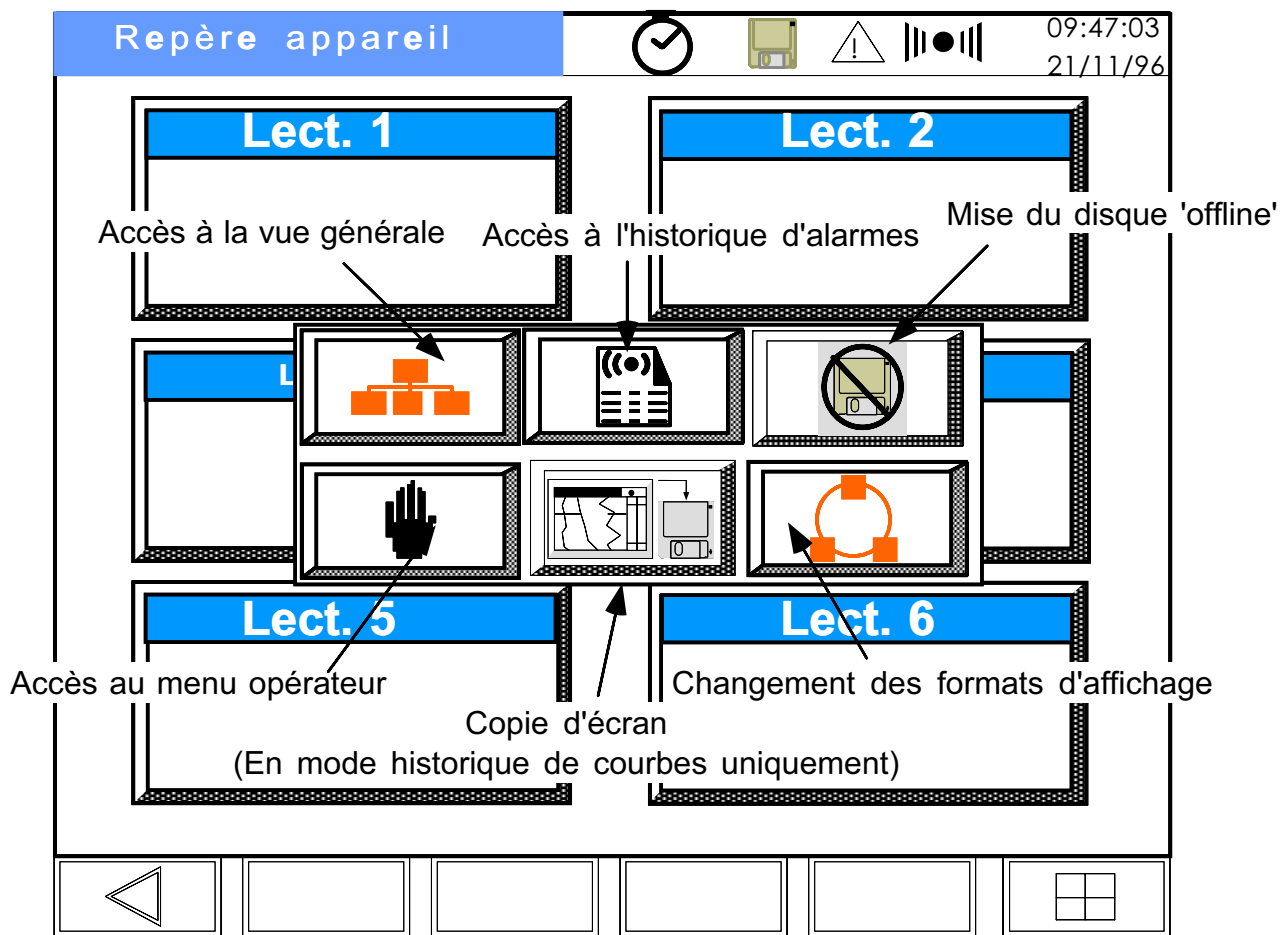 Repère appareil
09:47:03
21/11/96
Lect. 1
Lect. 2
Mise du disque 'offline'
Accès à la vue générale
Accès à l'historique d'alarmes
L
Lect. 5
Lect. 6
Accès au menu opérateur
Changement des formats d'affichage
Copie d'écran
(En mode historique de courbes uniquement)